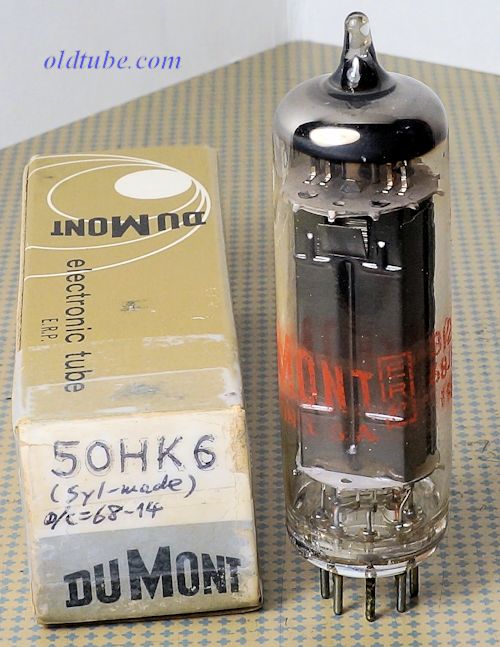 oldtube.com
DUMONT
electronic tube
E.R.P.
50HK6
(Syl-made)
D/C=68-14
DUMONT
MONT